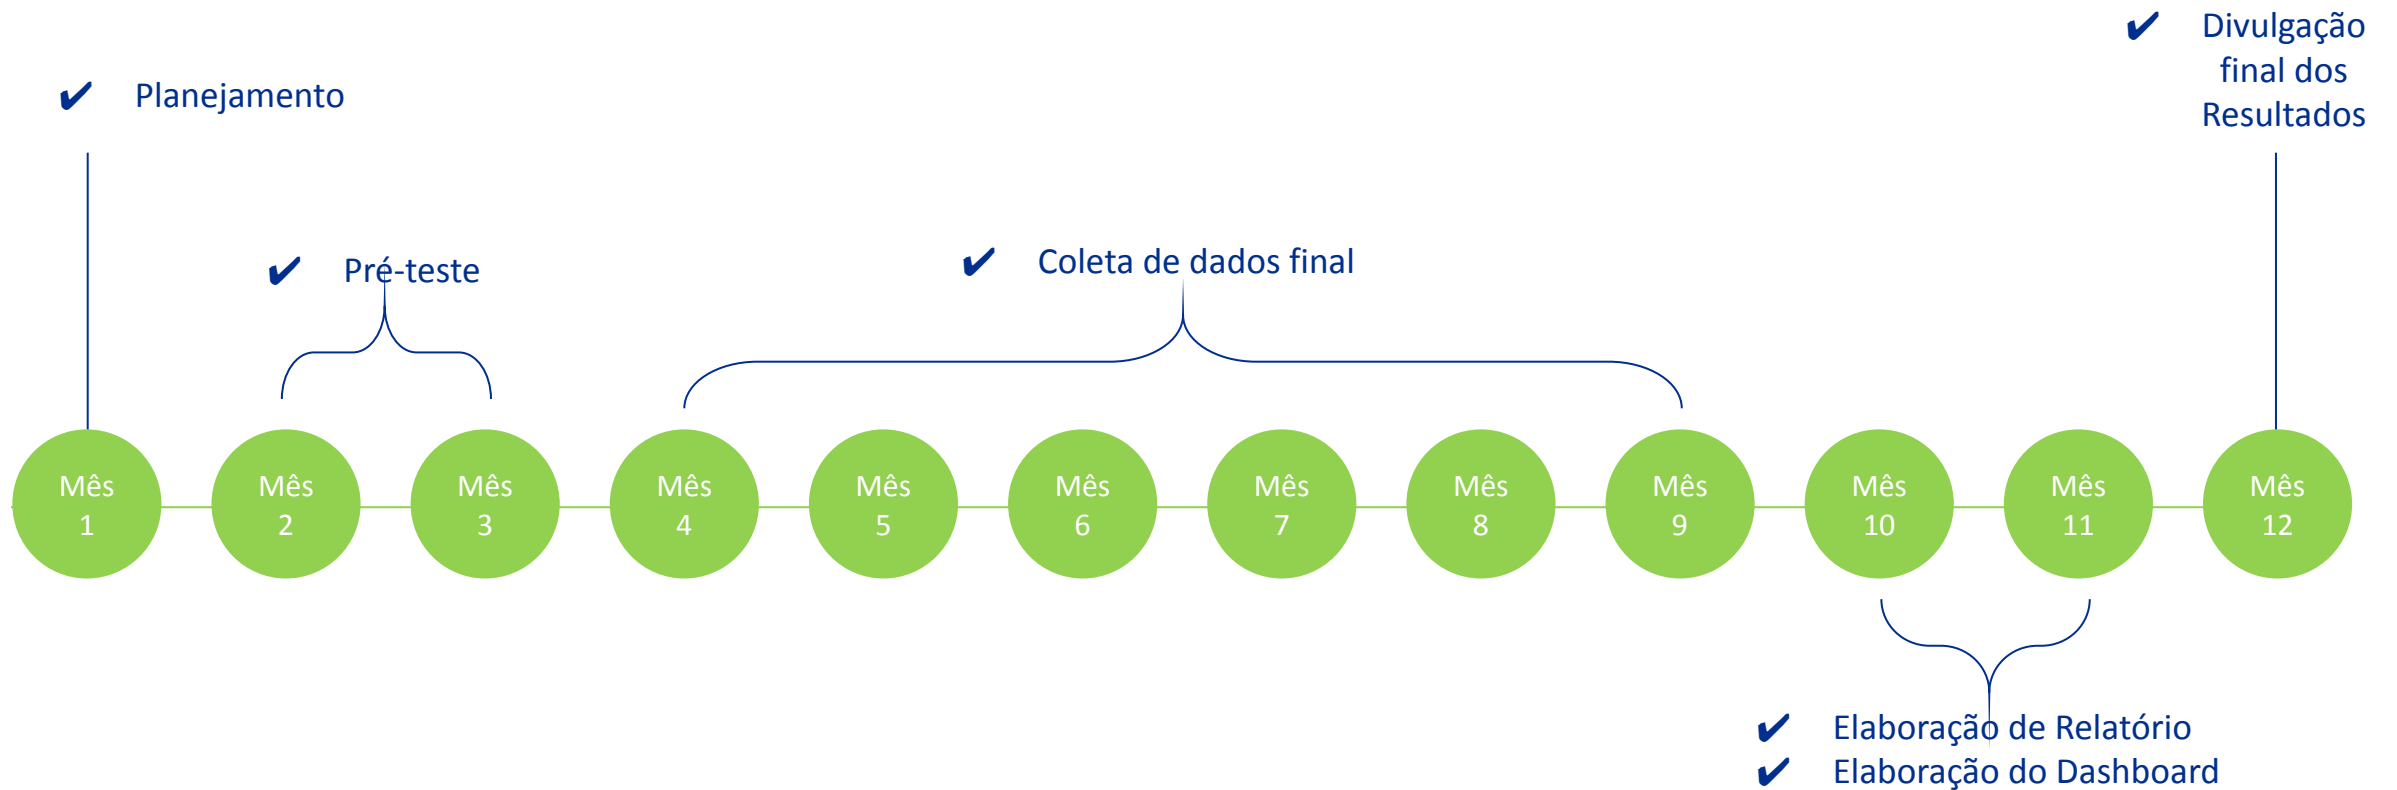 ✔ Planejamento
✔ Divulgação
final dos
Resultados
✔ Pré-teste
✔ Coleta de dados final
Mês
1
Mês
2
Mês
3
Mês
4
Mês
5
Mês
6
Mês
7
Mês
8
Mês
9
Mês
10
Mês
11
Mês
12
✔ Elaboração de Relatório
✔ Elaboração do Dashboard